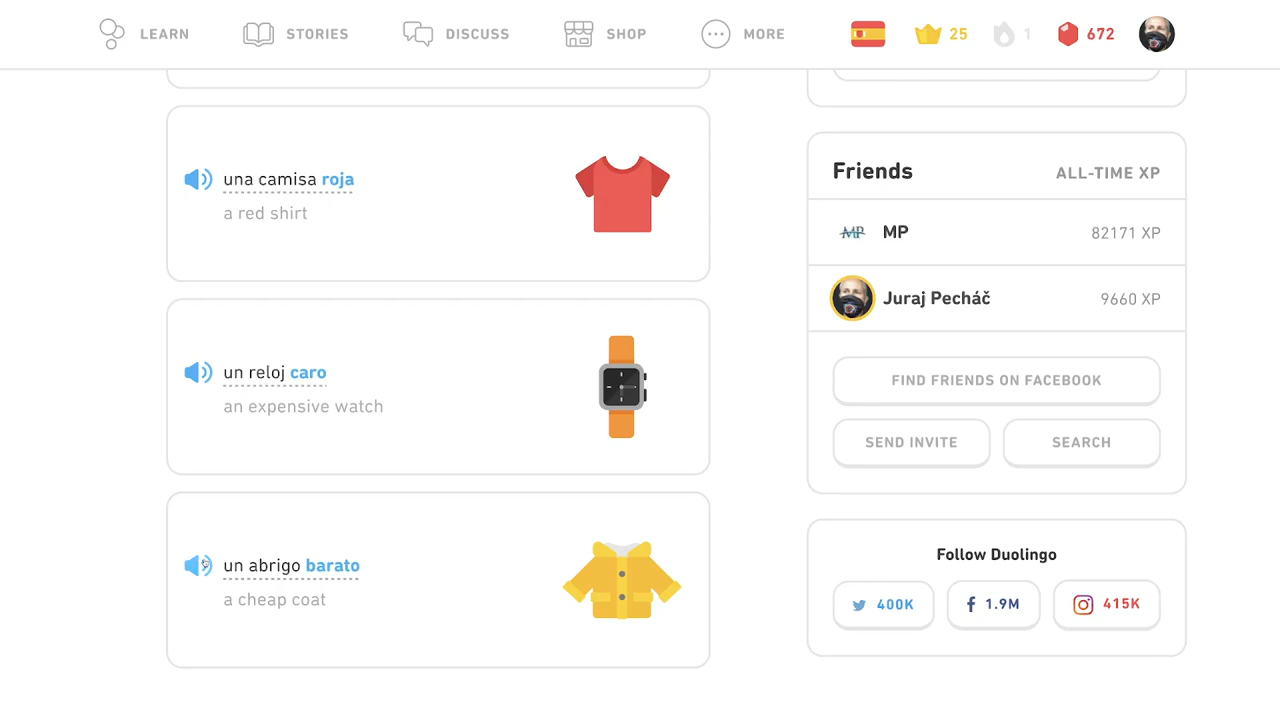 LEARN STORIES DISCUSS SHOP MORE 25 1 672
una camisa roja
a red shirt
un reloj caro
an expensive watch
un abrigo barato
a cheap coat
Friends ALL-TIME XP
MP MP 82171 XP
Juraj Pecháč 9660 XP
FIND FRIENDS ON FACEBOOK
SEND INVITE SEARCH
Follow Duolingo
400K 1.9M 415K